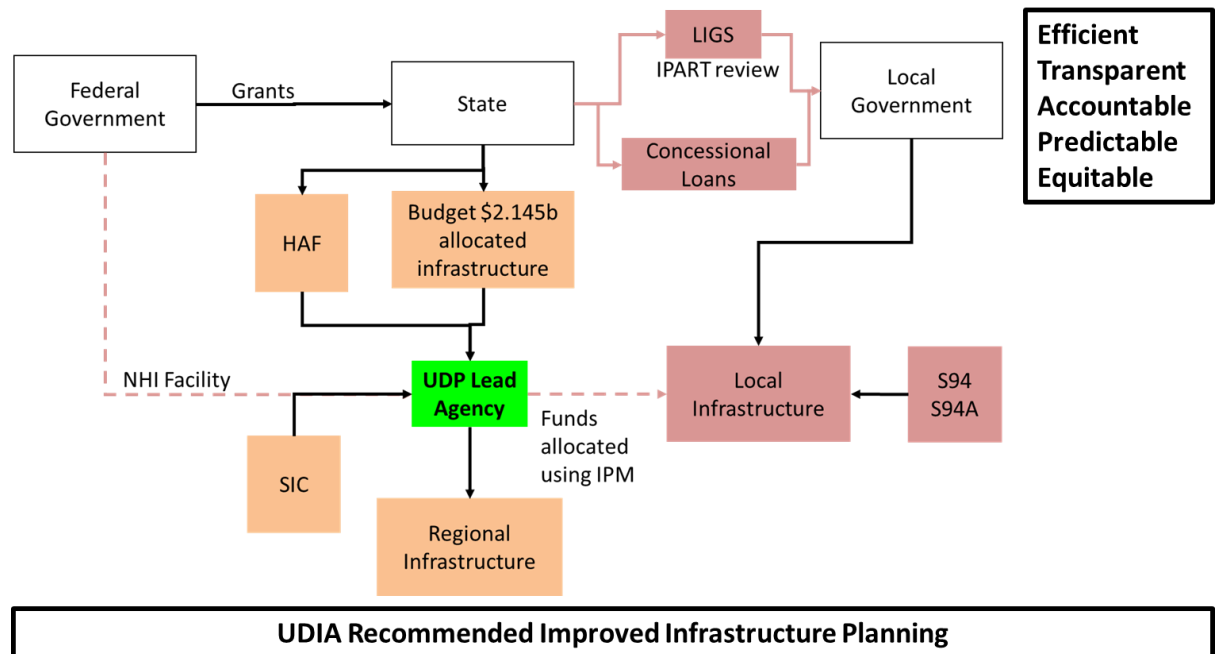 LIGS
IPART review
Efficient
Transparent
Accountable
Predictable
Equitable
Federal
Government
Grants
State
Local
Government
Concessional
Loans
HAF
Budget $2.145b
allocated
infrastructure
NHI Facility
UDP Lead
Agency
Funds
allocated
using IPM
Local
Infrastructure
S94
S94A
SIC
Regional
Infrastructure
UDIA Recommended Improved Infrastructure Planning